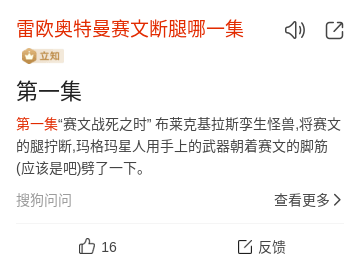 雷欧奥特曼赛文断腿哪一集
立知
第一集
第一集“赛文战死之时” 布莱克基拉斯孪生怪兽,将赛文
的腿拧断,玛格玛星人用手上的武器朝着赛文的脚筋
(应该是吧)劈了一下。
搜狗问问 查看更多
16 反馈